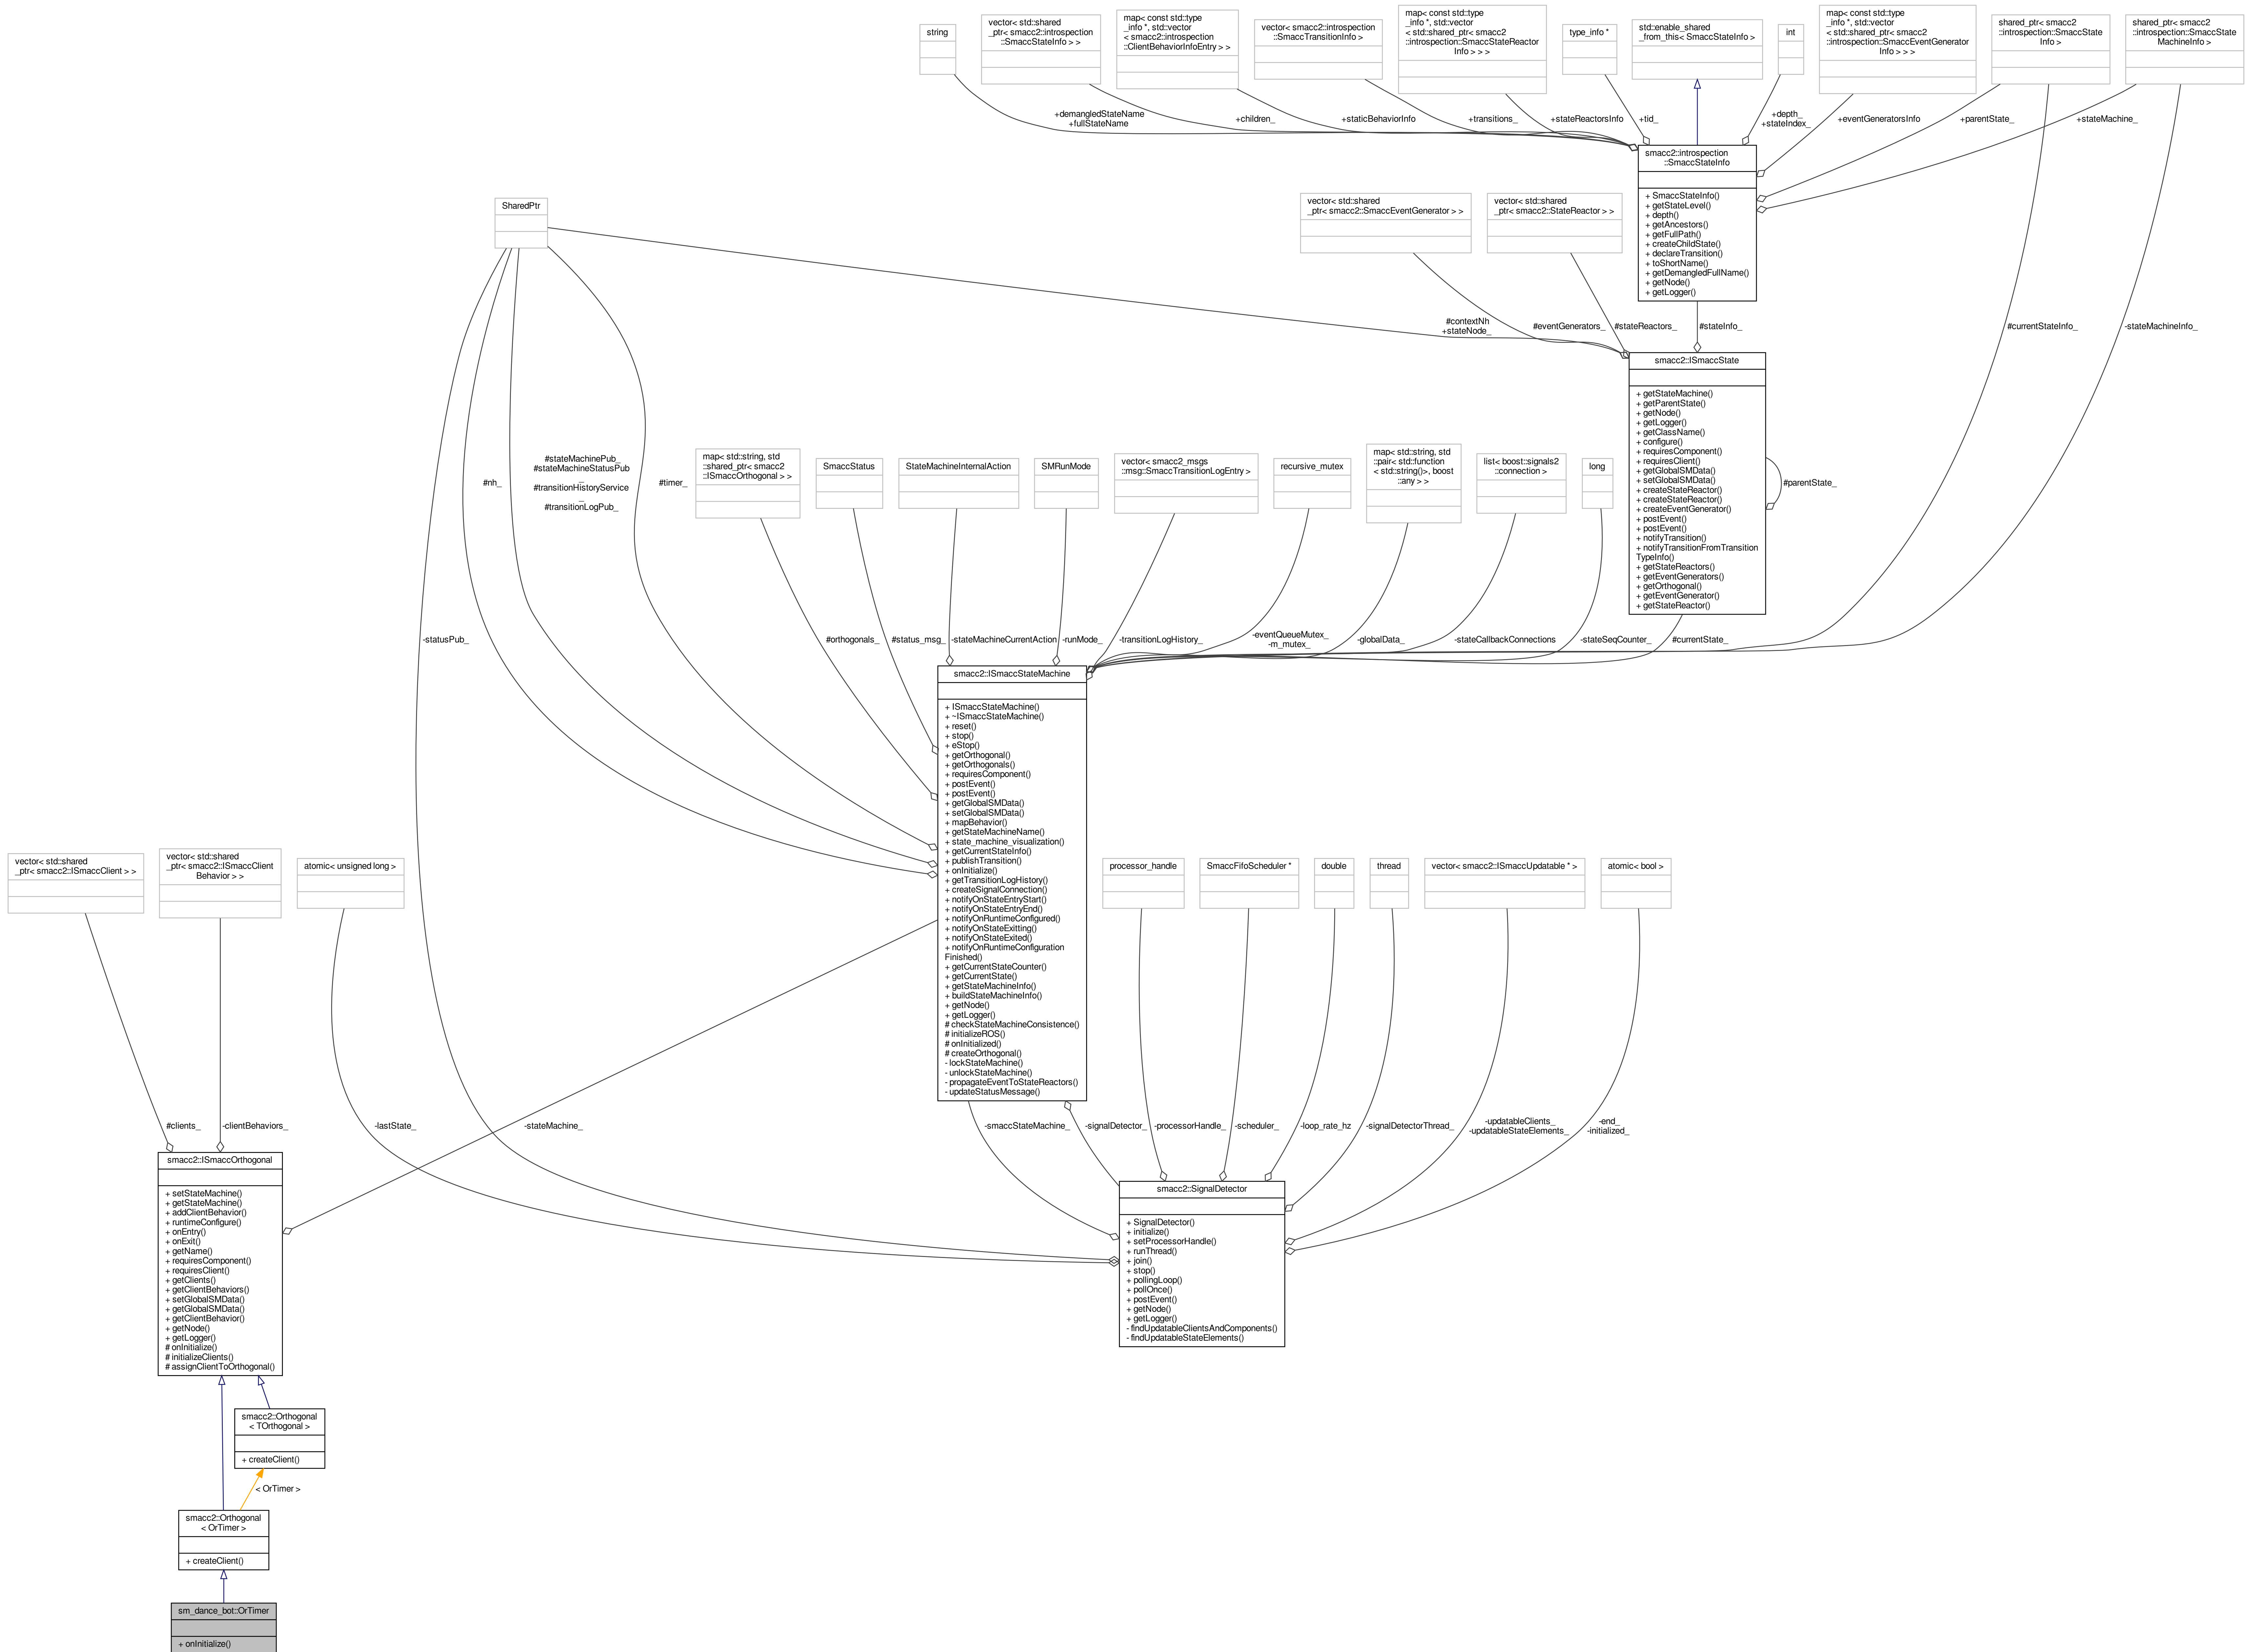 string
vector< std::shared
_ptr< smacc2::introspection
::SmaccStateInfo > >
map< const std::type
_info *, std::vector
< smacc2::introspection
::ClientBehaviorInfoEntry > >
vector< smacc2::introspection
::SmaccTransitionInfo >
map< const std::type
_info *, std::vector
< std::shared_ptr< smacc2
::introspection::SmaccStateReactor
Info > > >
type_info *
std::enable_shared
_from_this< SmaccStateInfo >
int
map< const std::type
_info *, std::vector
< std::shared_ptr< smacc2
::introspection::SmaccEventGenerator
Info > > >
shared_ptr< smacc2
::introspection::SmaccState
Info >
shared_ptr< smacc2
::introspection::SmaccState
MachineInfo >
+demangledStateName
+fullStateName
+children_
+staticBehaviorInfo
+transitions_
+stateReactorsInfo
+tid_
+depth_
+stateIndex_
+eventGeneratorsInfo
+parentState_
+stateMachine_
smacc2::introspection
::SmaccStateInfo
+ SmaccStateInfo()
+ getStateLevel()
+ depth()
+ getAncestors()
+ getFullPath()
+ createChildState()
+ declareTransition()
+ toShortName()
+ getDemangledFullName()
+ getNode()
+ getLogger()
SharedPtr
vector< std::shared
_ptr< smacc2::SmaccEventGenerator > >
vector< std::shared
_ptr< smacc2::StateReactor > >
#contextNh
+stateNode_
#eventGenerators_
#stateReactors_
#stateInfo_
#currentStateInfo_
-stateMachineInfo_
smacc2::ISmaccState
+ getStateMachine()
+ getParentState()
+ getNode()
+ getLogger()
+ getClassName()
+ configure()
+ requiresComponent()
+ requiresClient()
+ getGlobalSMData()
+ setGlobalSMData()
+ createStateReactor()
+ createStateReactor()
+ createEventGenerator()
+ postEvent()
+ postEvent()
+ notifyTransition()
+ notifyTransitionFromTransition
TypeInfo()
+ getStateReactors()
+ getEventGenerators()
+ getOrthogonal()
+ getEventGenerator()
+ getStateReactor()
#parentState_
#nh_
#stateMachinePub_
#stateMachineStatusPub
_
#transitionHistoryService
_
#transitionLogPub_
#timer_
map< std::string, std
::shared_ptr< smacc2
::ISmaccOrthogonal > >
SmaccStatus
StateMachineInternalAction
SMRunMode
vector< smacc2_msgs
::msg::SmaccTransitionLogEntry >
recursive_mutex
map< std::string, std
::pair< std::function
< std::string()>, boost
::any > >
list< boost::signals2
::connection >
long
-statusPub_
#orthogonals_
#status_msg_
-stateMachineCurrentAction
-runMode_
-transitionLogHistory_
-eventQueueMutex_
-m_mutex_
-globalData_
-stateCallbackConnections
-stateSeqCounter_
#currentState_
smacc2::ISmaccStateMachine
+ ISmaccStateMachine()
+ ~ISmaccStateMachine()
+ reset()
+ stop()
+ eStop()
+ getOrthogonal()
+ getOrthogonals()
+ requiresComponent()
+ postEvent()
+ postEvent()
+ getGlobalSMData()
+ setGlobalSMData()
+ mapBehavior()
+ getStateMachineName()
+ state_machine_visualization()
+ getCurrentStateInfo()
+ publishTransition()
+ onInitialize()
+ getTransitionLogHistory()
+ createSignalConnection()
+ notifyOnStateEntryStart()
+ notifyOnStateEntryEnd()
+ notifyOnRuntimeConfigured()
+ notifyOnStateExitting()
+ notifyOnStateExited()
+ notifyOnRuntimeConfiguration
Finished()
+ getCurrentStateCounter()
+ getCurrentState()
+ getStateMachineInfo()
+ buildStateMachineInfo()
+ getNode()
+ getLogger()
# checkStateMachineConsistence()
# initializeROS()
# onInitialized()
# createOrthogonal()
- lockStateMachine()
- unlockStateMachine()
- propagateEventToStateReactors()
- updateStatusMessage()
vector< std::shared
_ptr< smacc2::ISmaccClient > >
vector< std::shared
_ptr< smacc2::ISmaccClient
Behavior > >
atomic< unsigned long >
processor_handle
SmaccFifoScheduler *
double
thread
vector< smacc2::ISmaccUpdatable * >
atomic< bool >
#clients_
-clientBehaviors_
-lastState_
-stateMachine_
-smaccStateMachine_
-signalDetector_
-processorHandle_
-scheduler_
-loop_rate_hz
-signalDetectorThread_
-updatableClients_
-updatableStateElements_
-end_
-initialized_
smacc2::ISmaccOrthogonal
+ setStateMachine()
+ getStateMachine()
+ addClientBehavior()
+ runtimeConfigure()
+ onEntry()
+ onExit()
+ getName()
+ requiresComponent()
+ requiresClient()
+ getClients()
+ getClientBehaviors()
+ setGlobalSMData()
+ getGlobalSMData()
+ getClientBehavior()
+ getNode()
+ getLogger()
# onInitialize()
# initializeClients()
# assignClientToOrthogonal()
smacc2::SignalDetector
+ SignalDetector()
+ initialize()
+ setProcessorHandle()
+ runThread()
+ join()
+ stop()
+ pollingLoop()
+ pollOnce()
+ postEvent()
+ getNode()
+ getLogger()
- findUpdatableClientsAndComponents()
- findUpdatableStateElements()
smacc2::Orthogonal
< TOrthogonal >
+ createClient()
< OrTimer >
smacc2::Orthogonal
< OrTimer >
+ createClient()
sm_dance_bot::OrTimer
+ onInitialize()